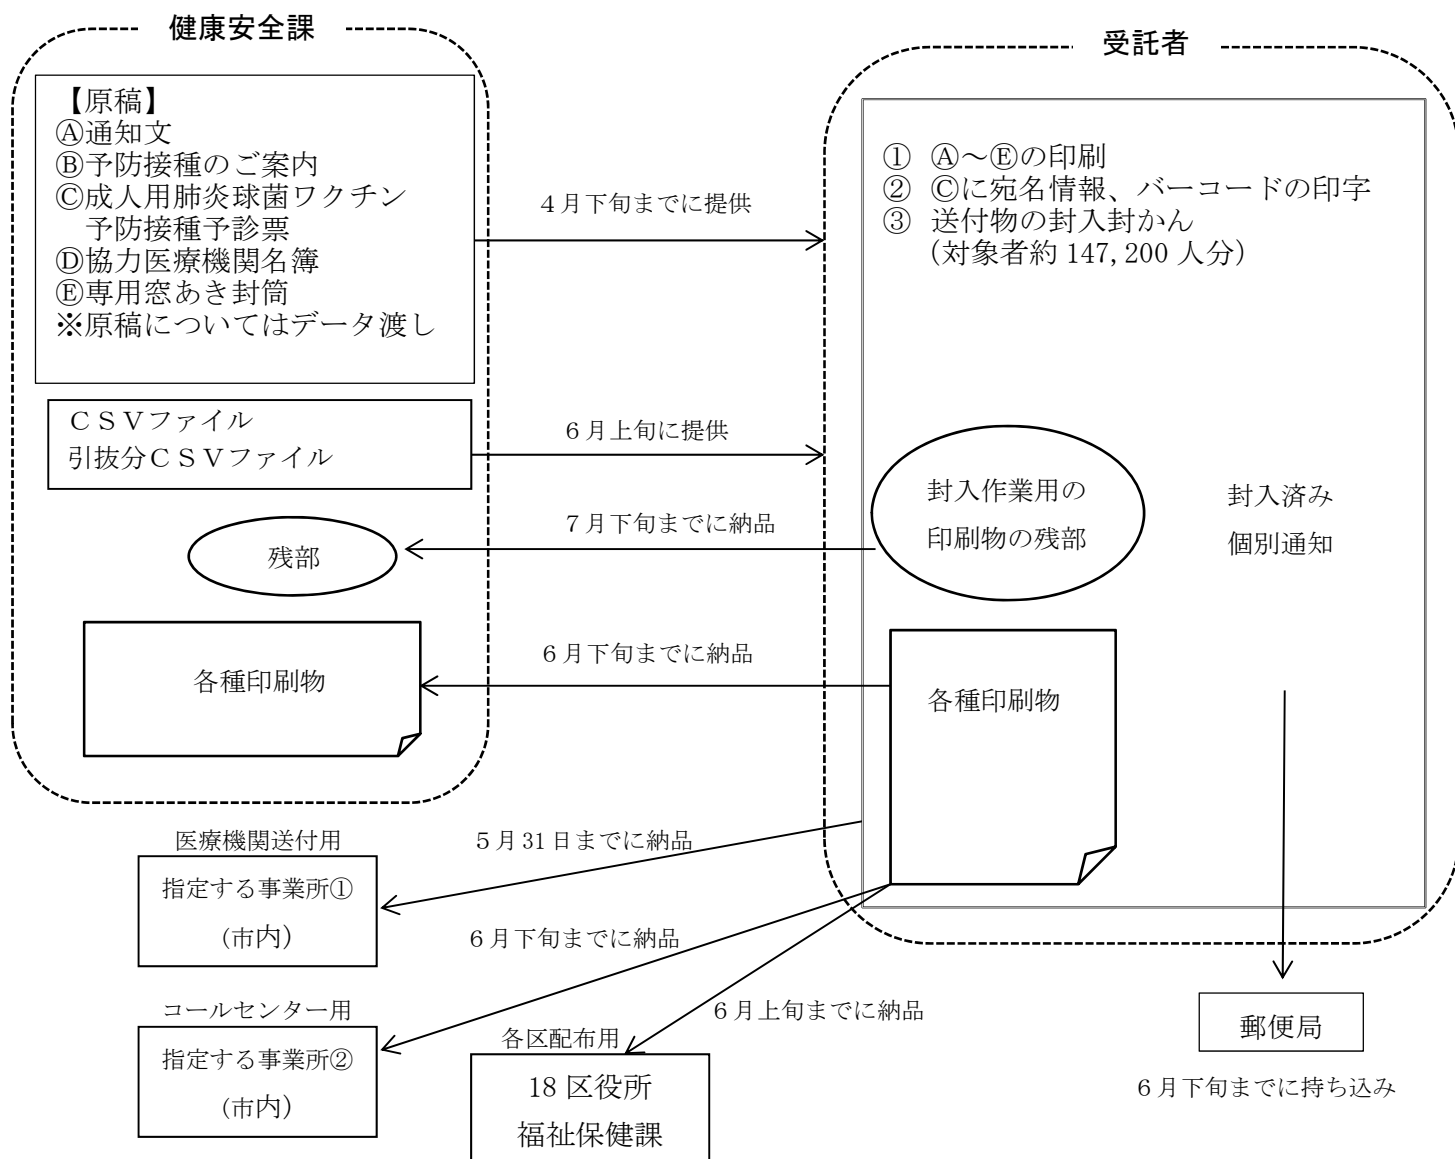 健康安全課
【原稿】
Ⓐ通知文
Ⓑ予防接種のご案内
Ⓒ成人用肺炎球菌ワクチン
予防接種予診票
Ⓓ協力医療機関名簿
Ⓔ専用窓あき封筒
※原稿についてはデータ渡し
ＣＳＶファイル
引抜分ＣＳＶファイル
残部
各種印刷物
４月下旬までに提供
６月上旬に提供
７月下旬までに納品
６月下旬までに納品
受託者
① Ⓐ～Ⓔの印刷
② Ⓒに宛名情報、バーコードの印字
③ 送付物の封入封かん
(対象者約 147,200 人分)
封入作業用の
印刷物の残部
封入済み
個別通知
各種印刷物
医療機関送付用
指定する事業所①
(市内)
５月 31 日までに納品
コールセンター用
指定する事業所②
(市内)
６月下旬までに納品
各区配布用
18 区役所
福祉保健課
６月上旬までに納品
郵便局
６月下旬までに持ち込み